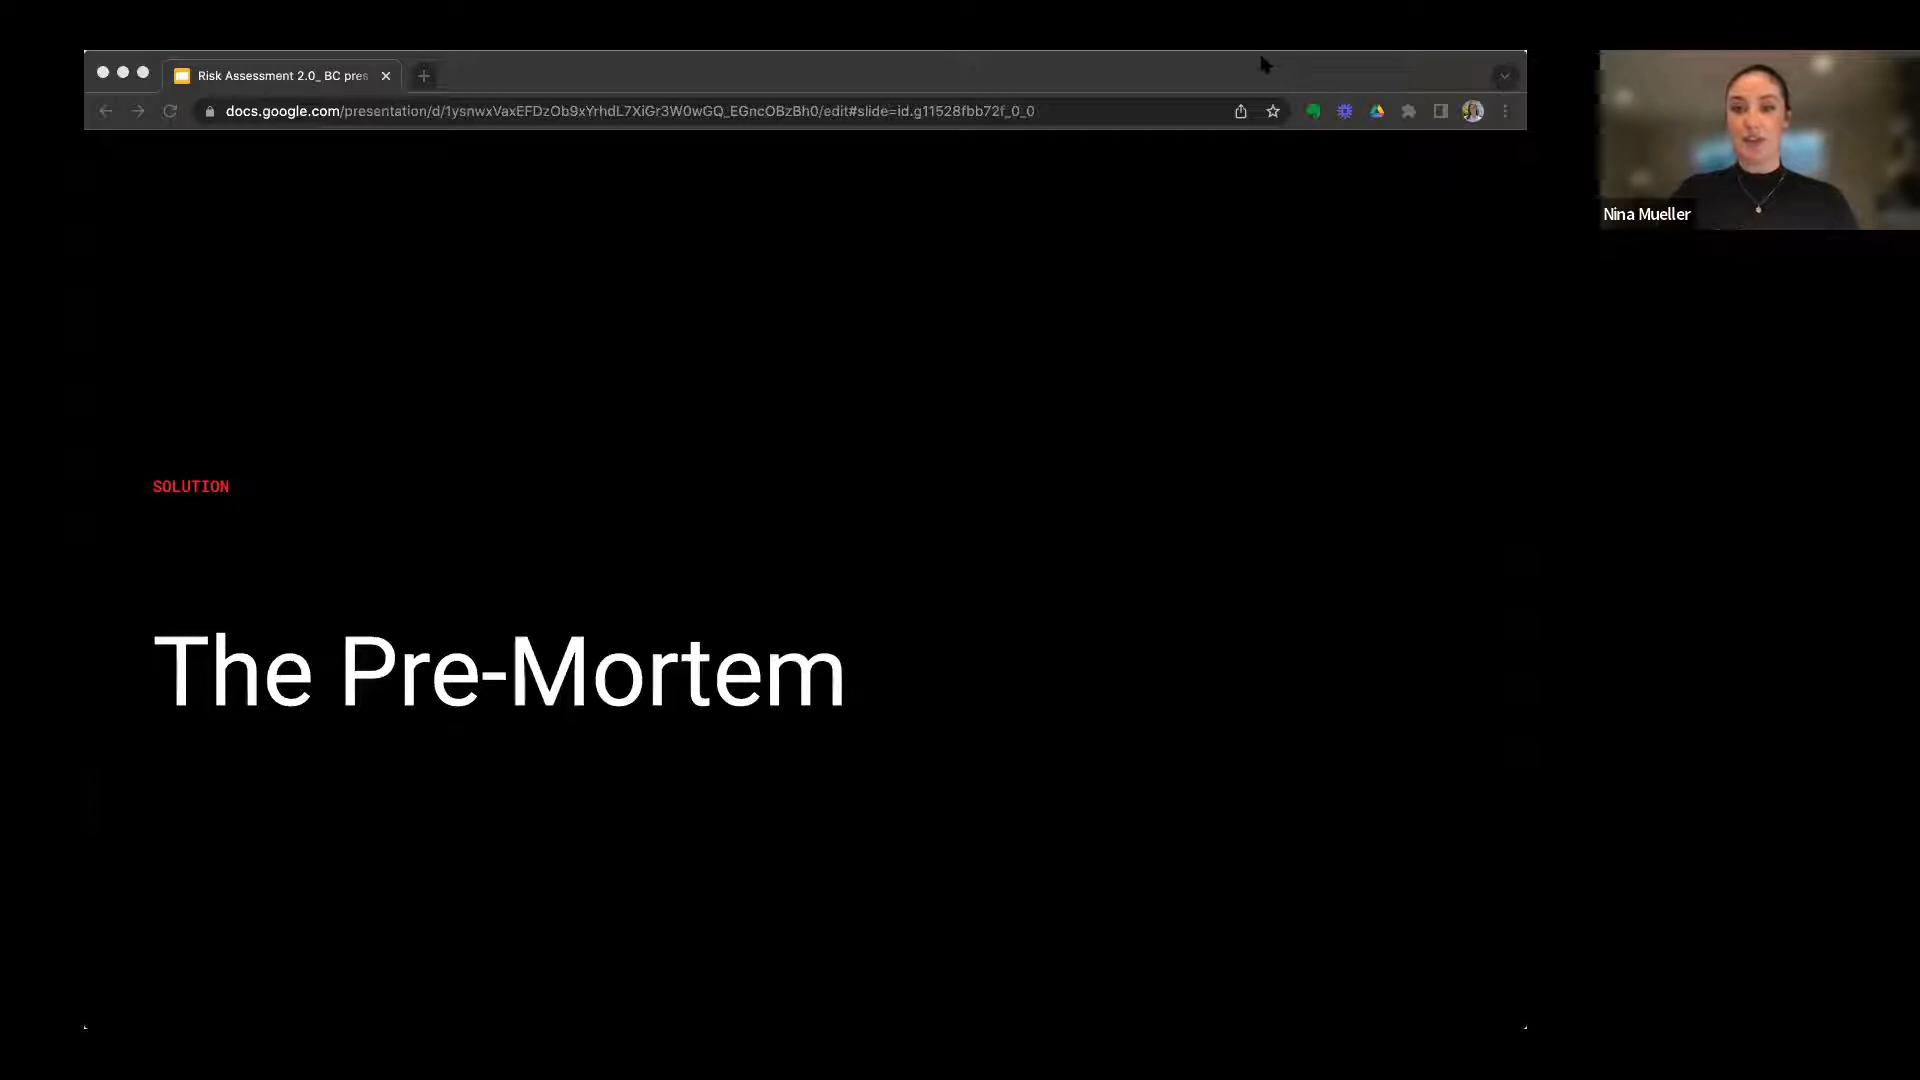 Risk Assessment 2.0_ BC pres
docs.google.com/presentation/d/1ysnwxVaxEFDzOb9xYrhdL7XiGr3W0wGQ_EGncOBzBh0/edit#slide=id.g11528fbb72f_0_0
Nina Mueller
SOLUTION
The Pre-Mortem